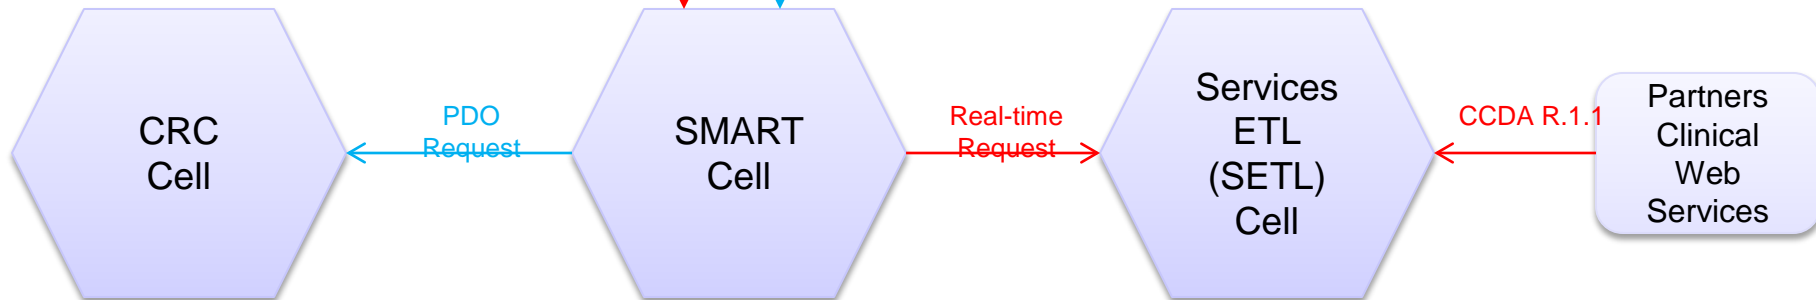 CRC
Cell
PDO
Request
SMART
Cell
Real-time
Request
Services
ETL
(SETL)
Cell
CCDA R.1.1
Partners
Clinical
Web
Services